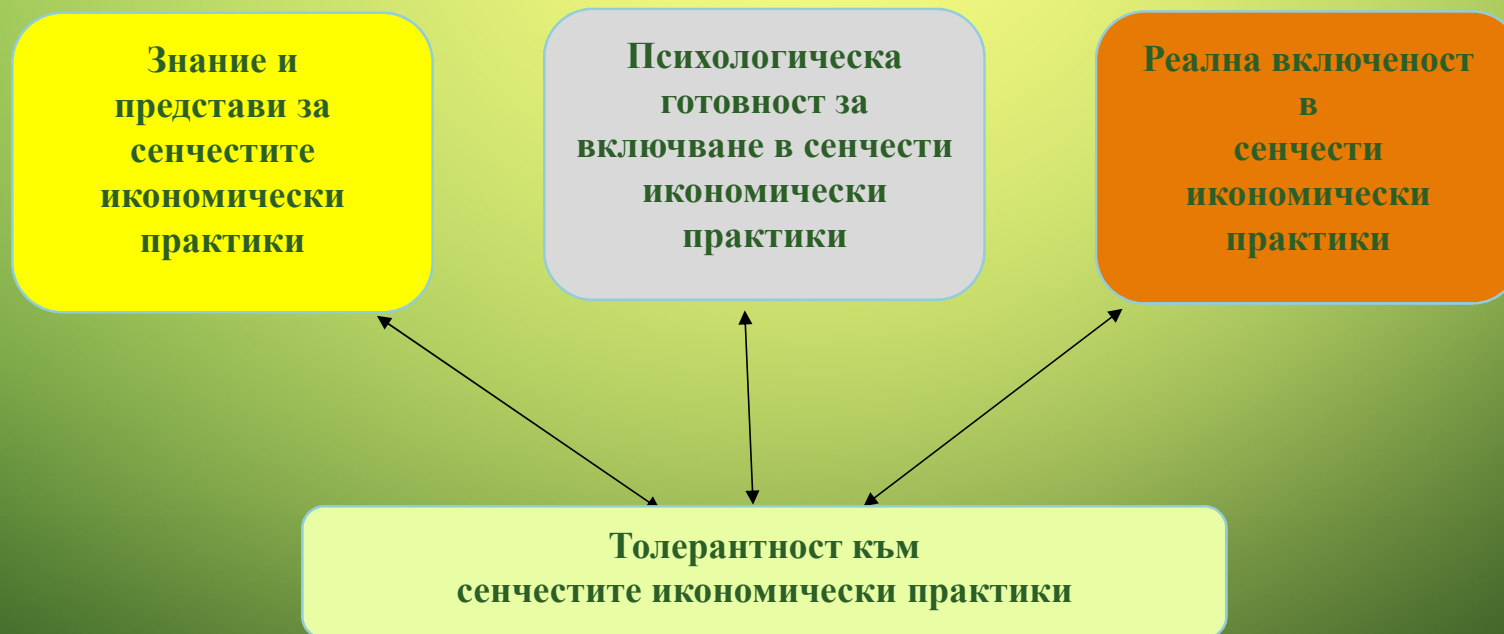 Знание и
представи за
сенчестите
икономически
практики
Психологическа
готовност за
включване в сенчести
икономически
практики
Реална включеност
в
сенчести
икономически
практики
Толерантност към
сенчестите икономически практики